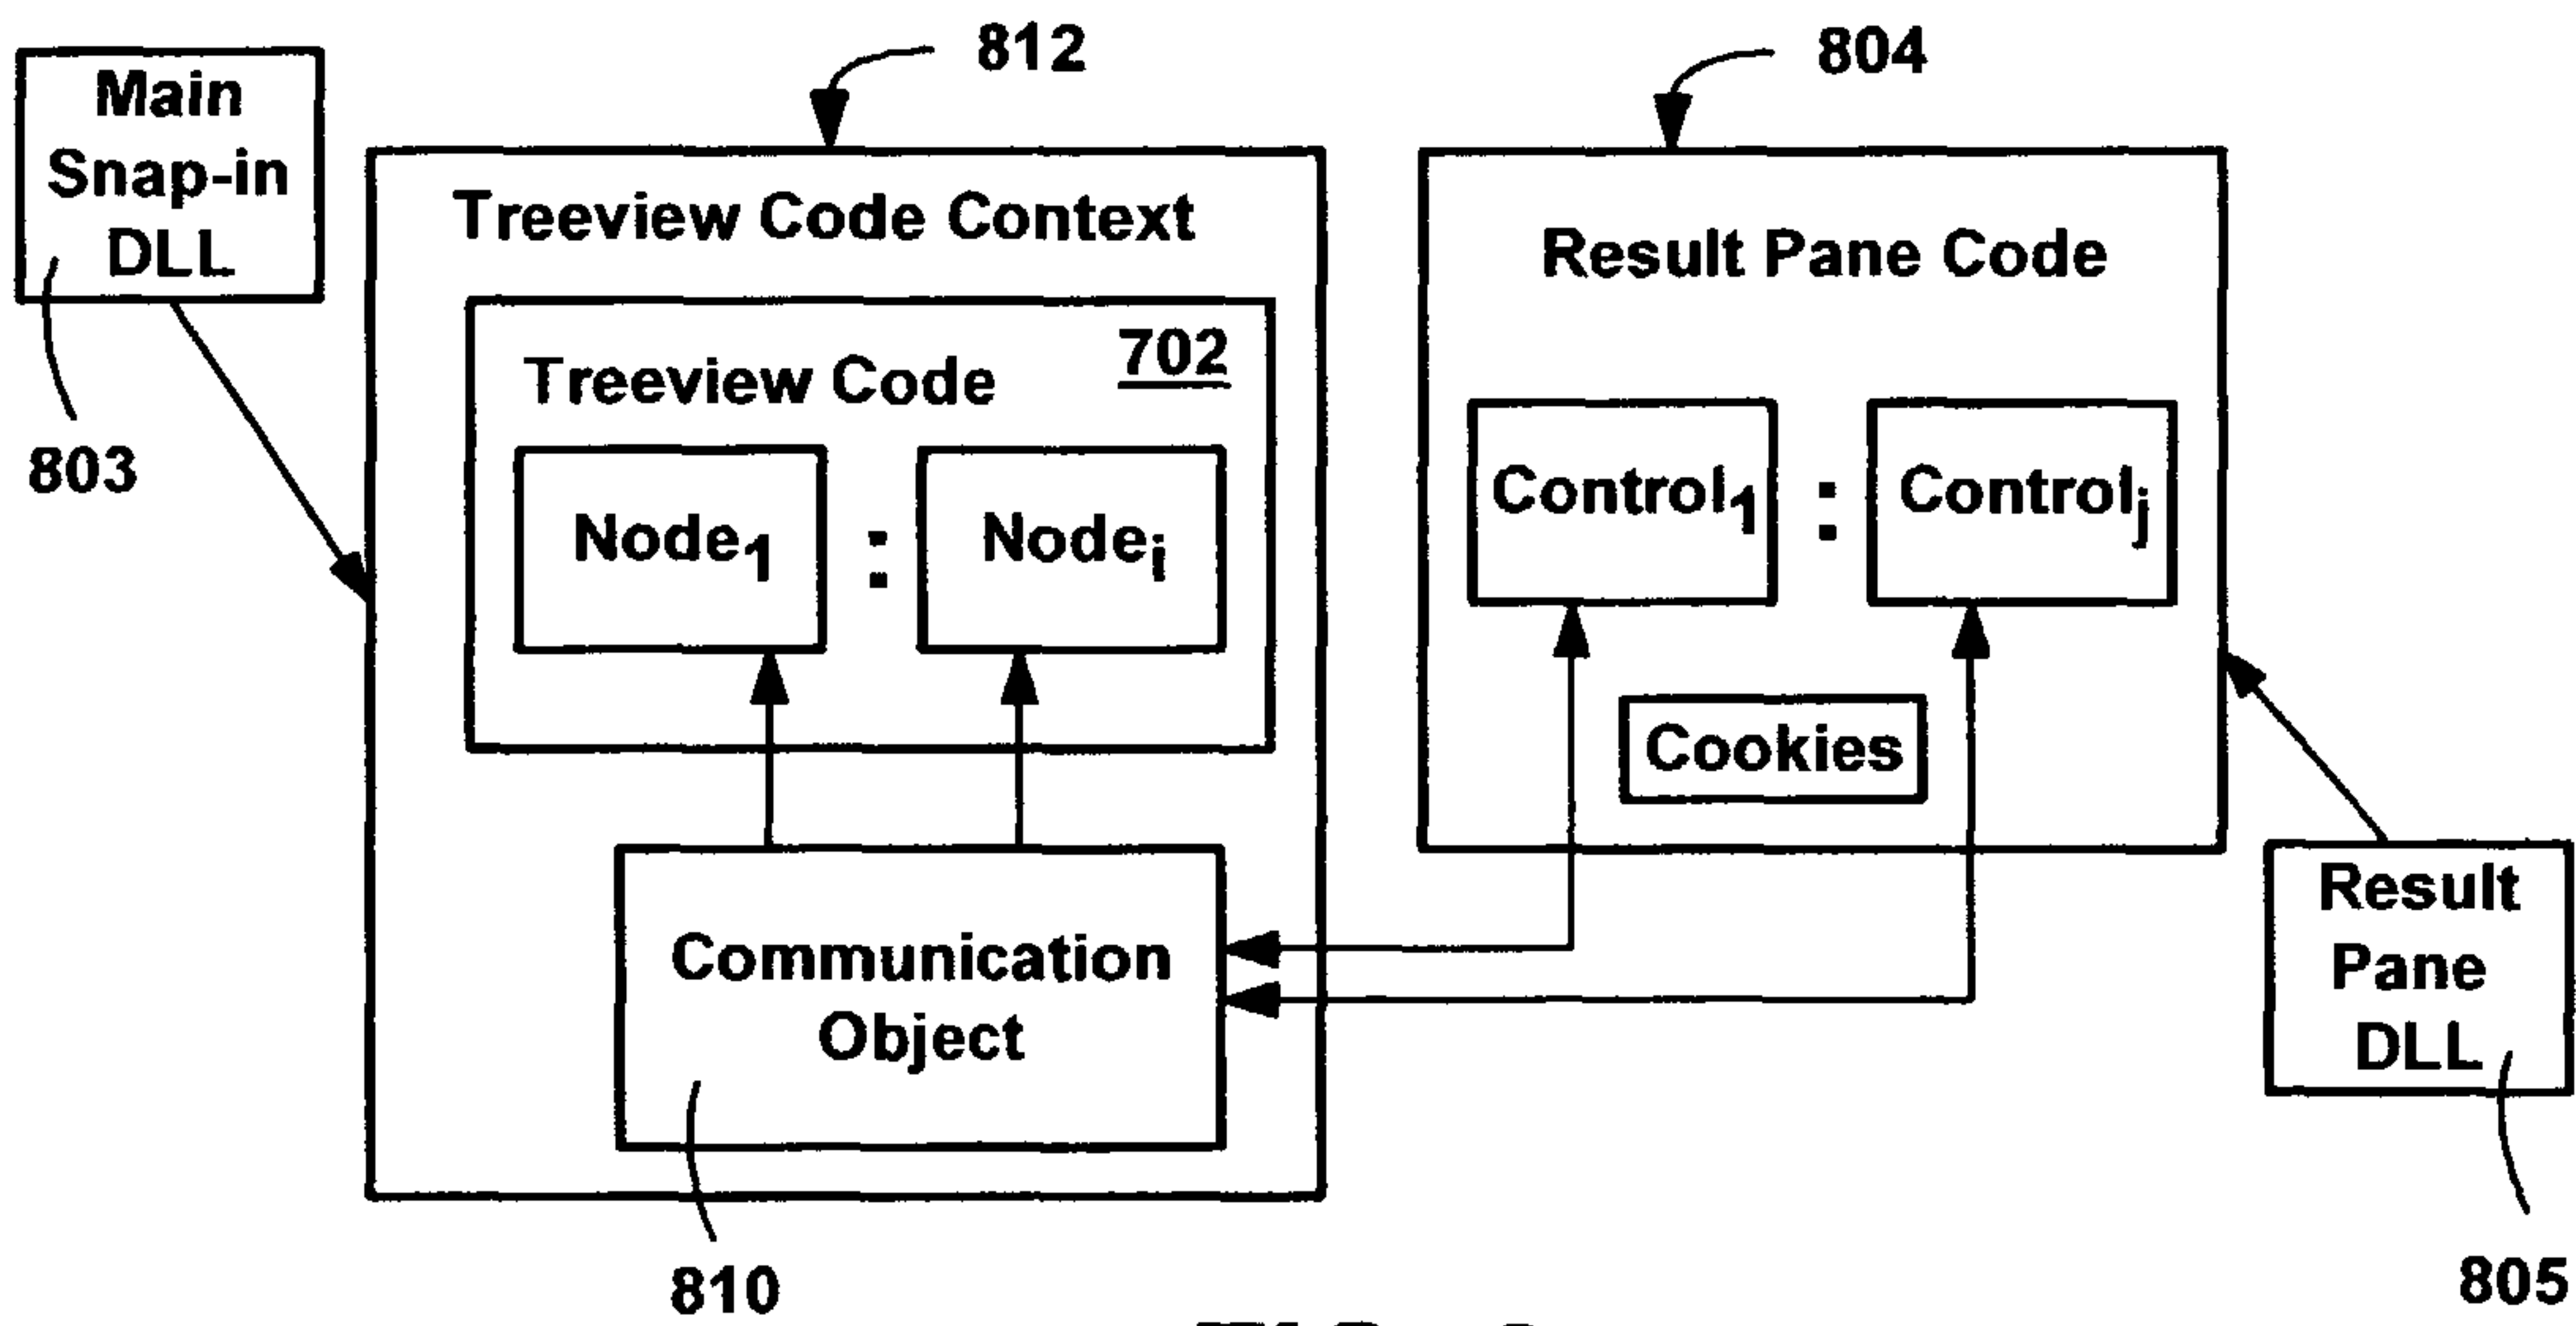 812
804
Main
Snap-in
DLL
803
Treeview Code Context
Treeview Code
702
Node1
:
Nodei
Communication
Object
810
Result Pane Code
Control1
:
Controlj
Cookies
Result
Pane
DLL
805